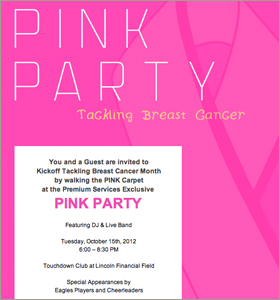 PINK
PARTY
Tackling Breast Cancer
You and a Guest are invited to
Kickoff Tackling Breast Cancer Month
by walking the PINK Carpet
at the Premium Services Exclusive
PINK PARTY
Featuring DJ & Live Band
Tuesday, October 15th, 2012
6:00 – 8:30 PM
Touchdown Club at Lincoln Financial Field
Special Appearances by
Eagles Players and Cheerleaders